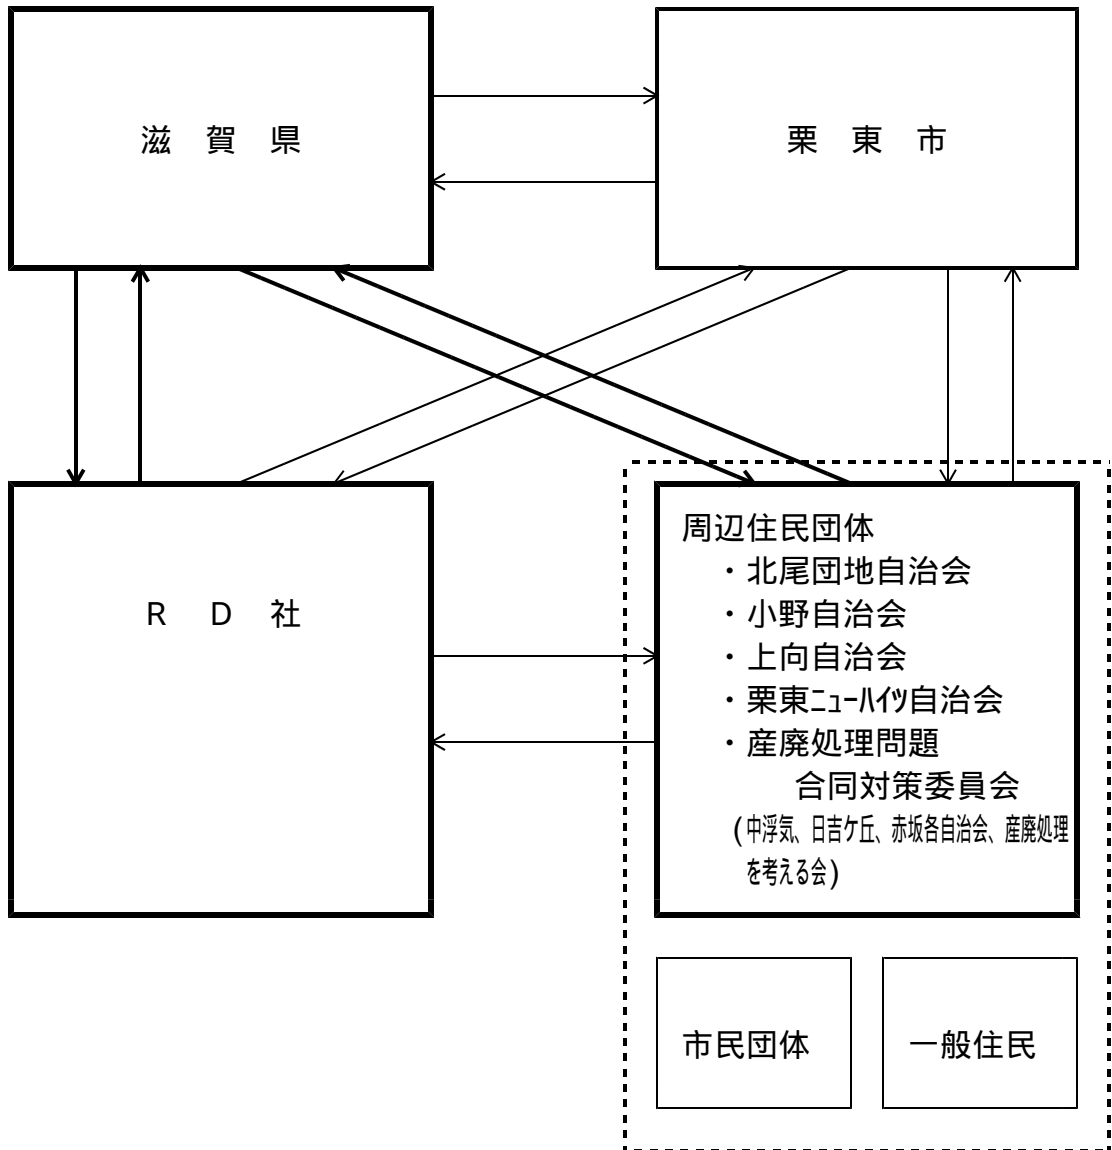 滋　賀　県
栗　東　市
Ｒ　Ｄ　社
周辺住民団体
・北尾団地自治会
・小野自治会
・上向自治会
・栗東ﾆｭｰﾊｲﾂ自治会
・産廃処理問題
合同対策委員会
(中浮気、日吉ケ丘、赤坂各自治会、産廃処理
を考える会)
市民団体
一般住民